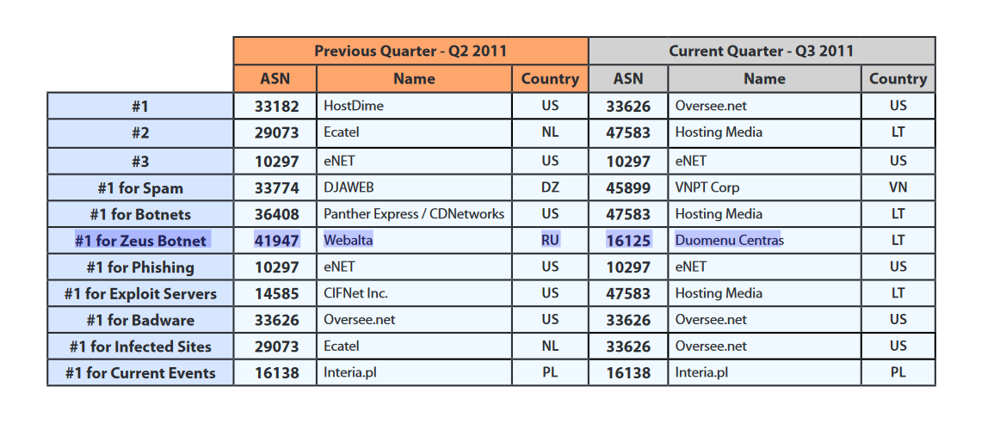 Previous Quarter - Q2 2011 Current Quarter - Q3 2011
ASN Name Country ASN Name Country
#1 33182 HostDime US 33626 Oversee.net US
#2 29073 Ecatel NL 47583 Hosting Media LT
#3 10297 eNET US 10297 eNET US
#1 for Spam 33774 DJAWEB DZ 45899 VNPT Corp VN
#1 for Botnets 36408 Panther Express / CDNetworks US 47583 Hosting Media LT
#1 for Zeus Botnet 41947 Webalta RU 16125 Duomenu Centras LT
#1 for Phishing 10297 eNET US 10297 eNET US
#1 for Exploit Servers 14585 CIFNet Inc. US 47583 Hosting Media LT
#1 for Badware 33626 Oversee.net US 33626 Oversee.net US
#1 for Infected Sites 29073 Ecatel NL 33626 Oversee.net US
#1 for Current Events 16138 Interia.pl PL 16138 Interia.pl PL